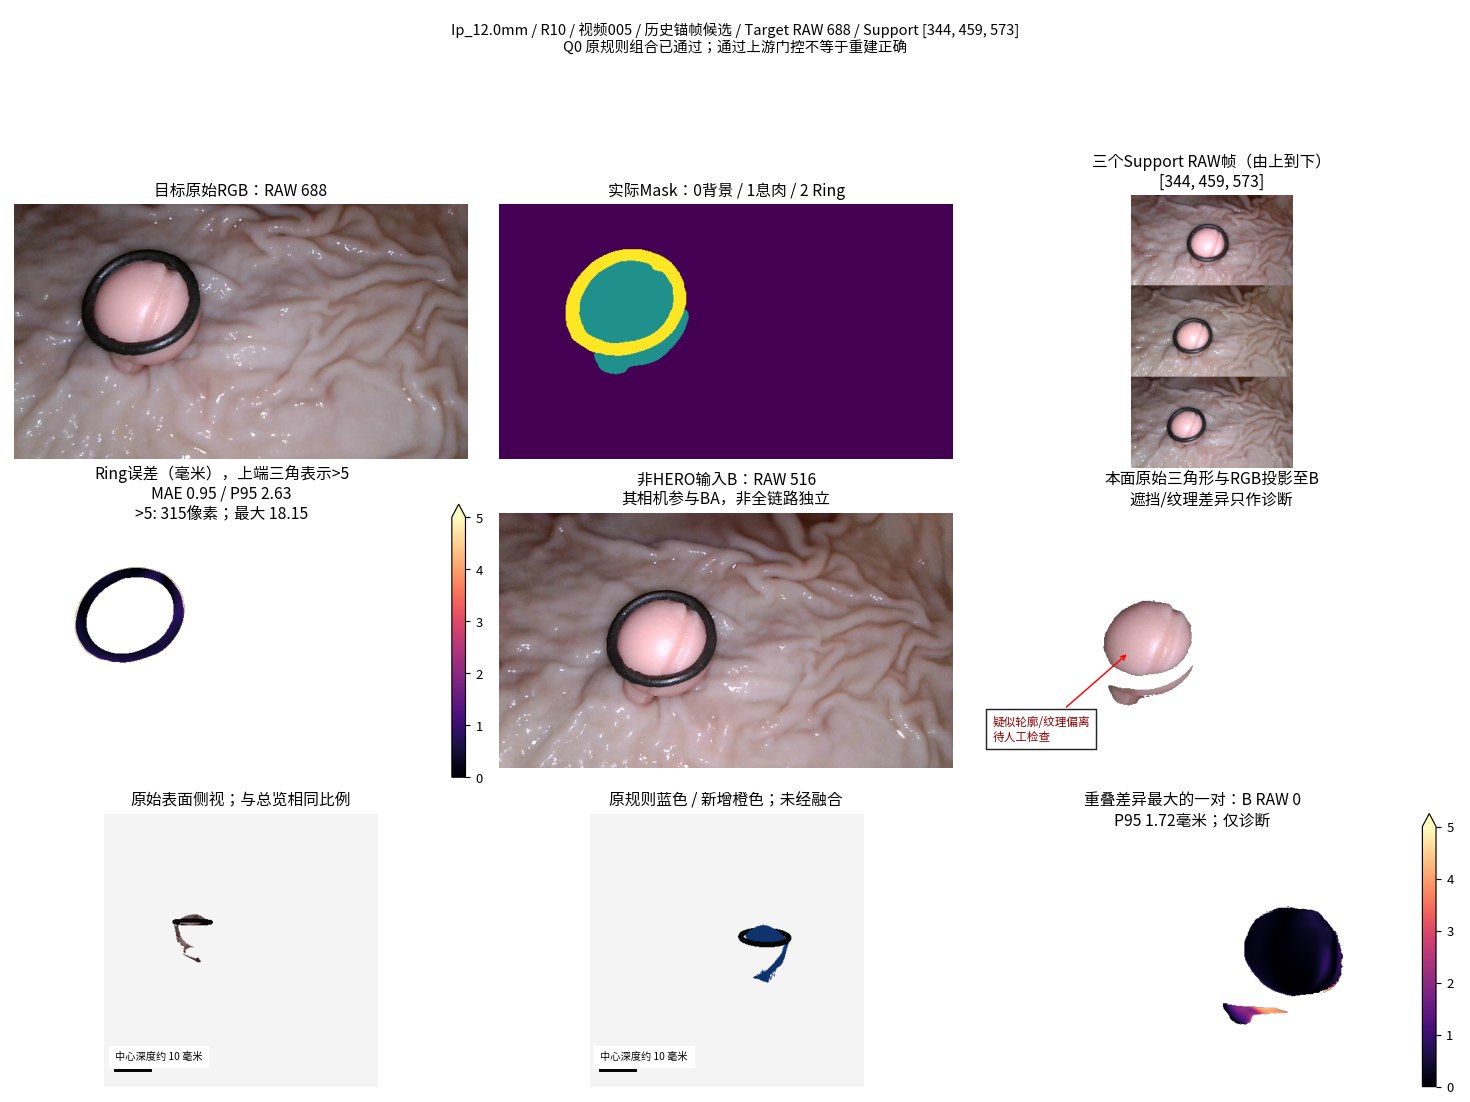 Ip_12.0mm / R10 / 视频005 / 历史锚帧候选 / Target RAW 688 / Support [344, 459, 573]
Q0 原规则组合已通过；通过上游门控不等于重建正确
目标原始RGB：RAW 688
实际Mask：0背景 / 1息肉 / 2 Ring
三个Support RAW帧（由上到下）
[344, 459, 573]
Ring误差（毫米），上端三角表示>5
MAE 0.95 / P95 2.63
>5: 315像素；最大 18.15
5
4
3
2
1
0
非HERO输入B：RAW 516
其相机参与BA，非全链路独立
本面原始三角形与RGB投影至B
遮挡/纹理差异只作诊断
疑似轮廓/纹理偏离
待人工检查
原始表面侧视；与总览相同比例
中心深度约 10 毫米
原规则蓝色 / 新增橙色；未经融合
中心深度约 10 毫米
重叠差异最大的一对：B RAW 0
P95 1.72毫米；仅诊断
5
4
3
2
1
0